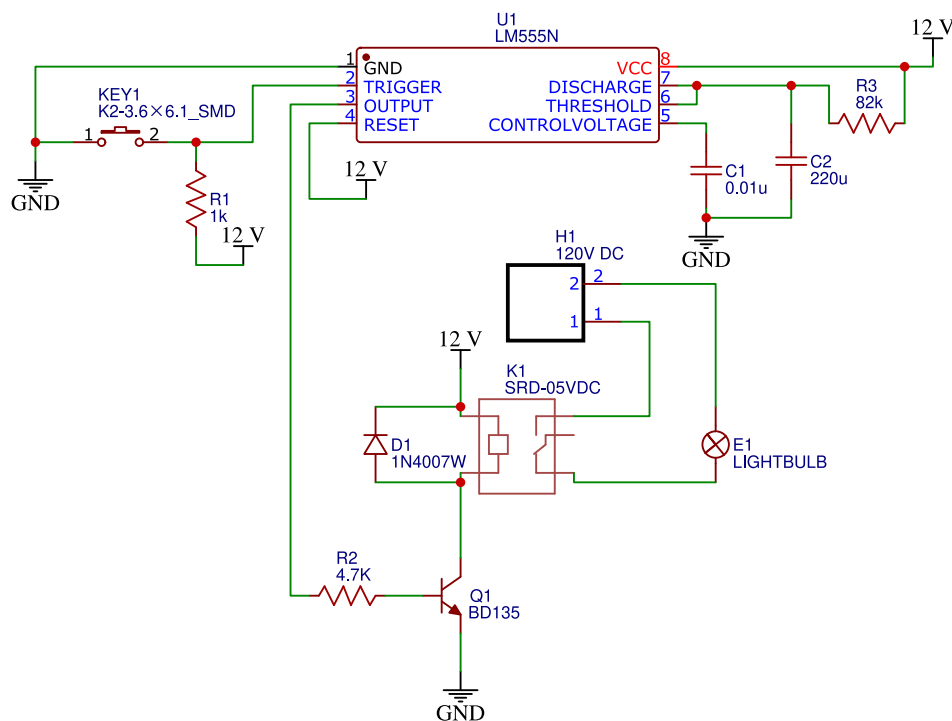 U1
LM555N
12 V
1
GND
VCC
8
2
TRIGGER
DISCHARGE
7
3
OUTPUT
THRESHOLD
6
4
RESET
CONTROLVOLTAGE
5
KEY1
K2-3.6×6.1_SMD
1
2
GND
R1
1k
12 V
12 V
R3
82k
C1
0.01u
C2
220u
GND
H1
120V DC
2
2
1
1
12 V
K1
SRD-05VDC
D1
1N4007W
E1
LIGHTBULB
R2
4.7K
Q1
BD135
GND